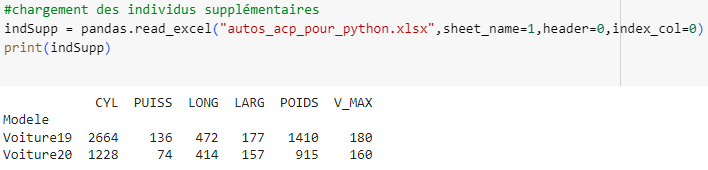 #chargement des individus supplémentaires
indSupp = pandas.read_excel("autos_acp_pour_python.xlsx",sheet_name=1,header=0,index_col=0)
print(indSupp)
CYL PUISS LONG LARG POIDS V_MAX
Modele
Voiture19 2664 136 472 177 1410 180
Voiture20 1228 74 414 157 915 160